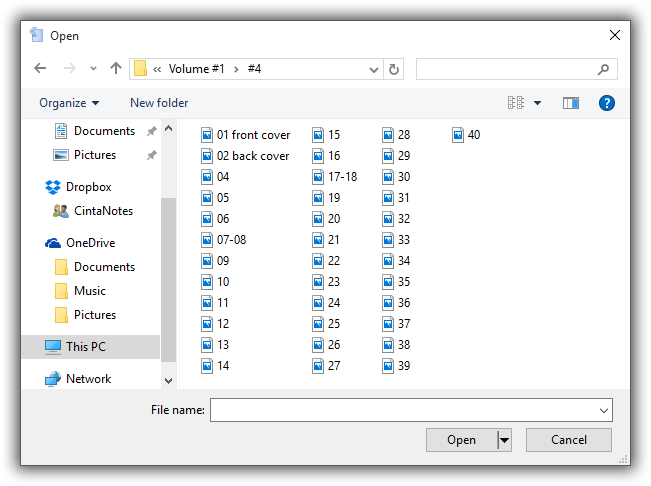 Open
« Volume #1 > #4
Organize New folder
Documents
Pictures
Dropbox
CintaNotes
OneDrive
Documents
Music
Pictures
This PC
Network
01 front cover
02 back cover
04
05
06
07-08
09
10
11
12
13
14
15
16
17-18
19
20
21
22
23
24
25
26
27
28
29
30
31
32
33
34
35
36
37
38
39
40
File name:
Open Cancel